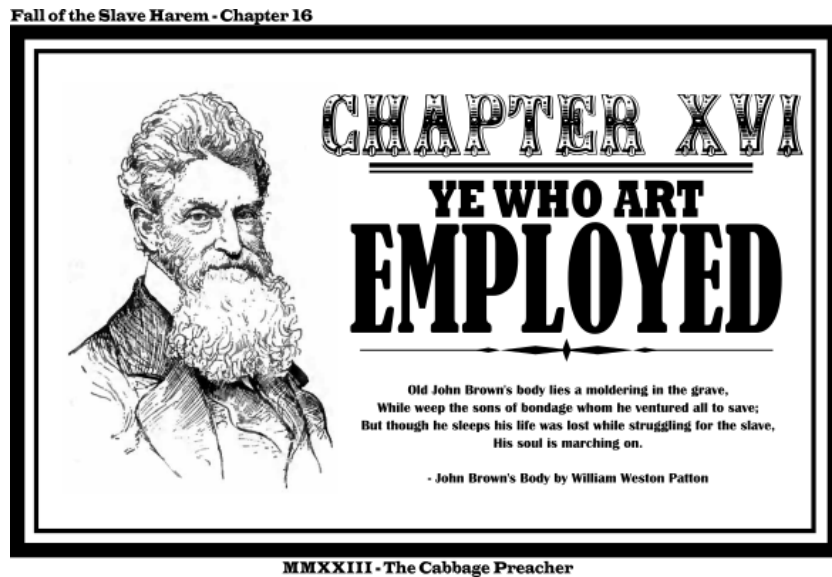 Fall of the Slave Harem - Chapter 16
CHAPTER XVI
YE WHO ART
EMPLOYED
Old John Brown's body lies a moldering in the grave,
While weep the sons of bondage whom he ventured all to save;
But though he sleeps his life was lost while struggling for the slave,
His soul is marching on.
- John Brown's Body by William Weston Patton
MMXXIII - The Cabbage Preacher